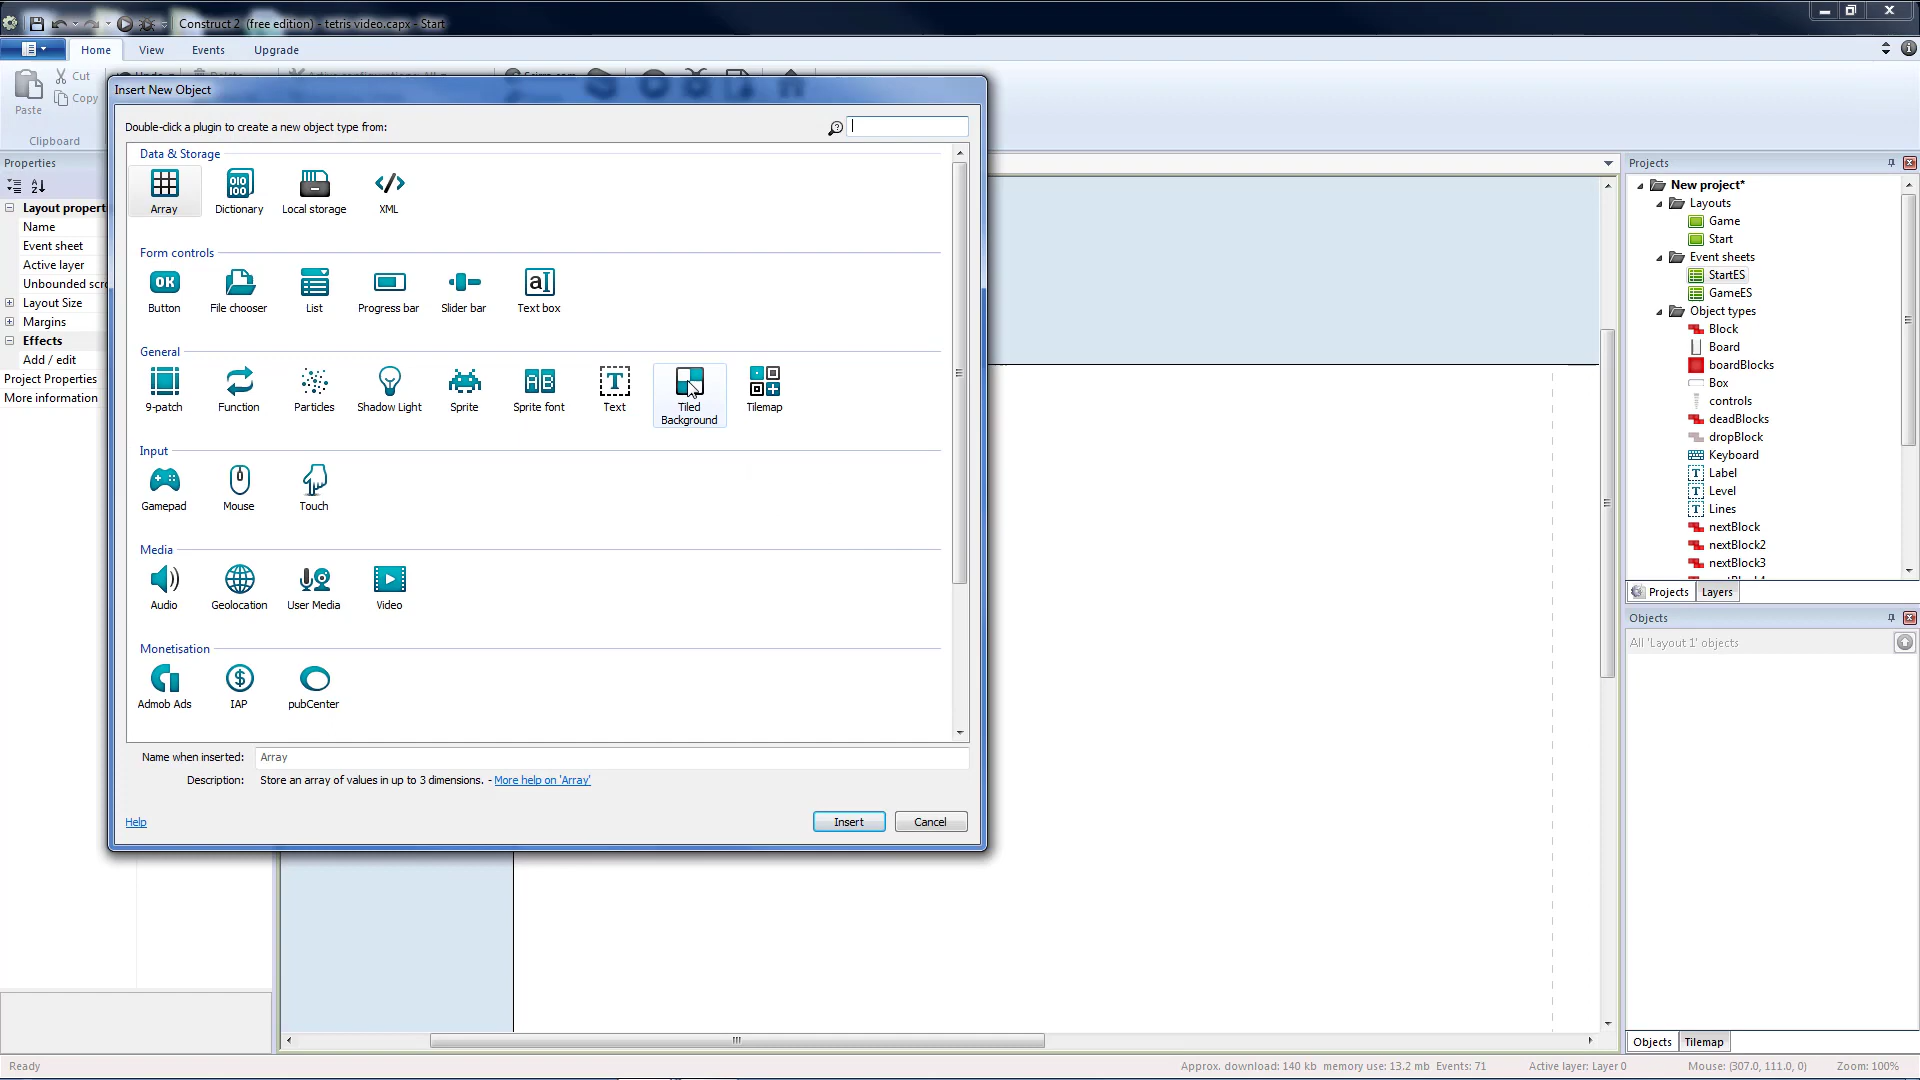 Construct 2 (free edition) - tetris video.capx - Start
Home View Events Upgrade
Cut
Copy
Paste
Clipboard
Insert New Object
Double-click a plugin to create a new object type from:
Data & Storage
Array Dictionary Local storage XML
Form controls
Button File chooser List Progress bar Slider bar Text box
General
9-patch Function Particles Shadow Light Sprite Sprite font Text Tiled Background Tilemap
Input
Gamepad Mouse Touch
Media
Audio Geolocation User Media Video
Monetisation
Admob Ads IAP pubCenter
Name when inserted: Array
Description: Store an array of values in up to 3 dimensions. - More help on 'Array'
Help
Insert Cancel
Properties
Layout propert
Name
Event sheet
Active layer
Unbounded scro
Layout Size
Margins
Effects
Add / edit
Project Properties
More information
Projects
New project*
Layouts
Game
Start
Event sheets
StartES
GameES
Object types
Block
Board
boardBlocks
Box
controls
deadBlocks
dropBlock
Keyboard
Label
Level
Lines
nextBlock
nextBlock2
nextBlock3
Projects Layers
Objects
All 'Layout 1' objects
Objects Tilemap
Ready
Approx. download: 140 kb memory use: 13.2 mb Events: 71 Active layer: Layer 0 Mouse: (307.0, 111.0, 0) Zoom: 100%